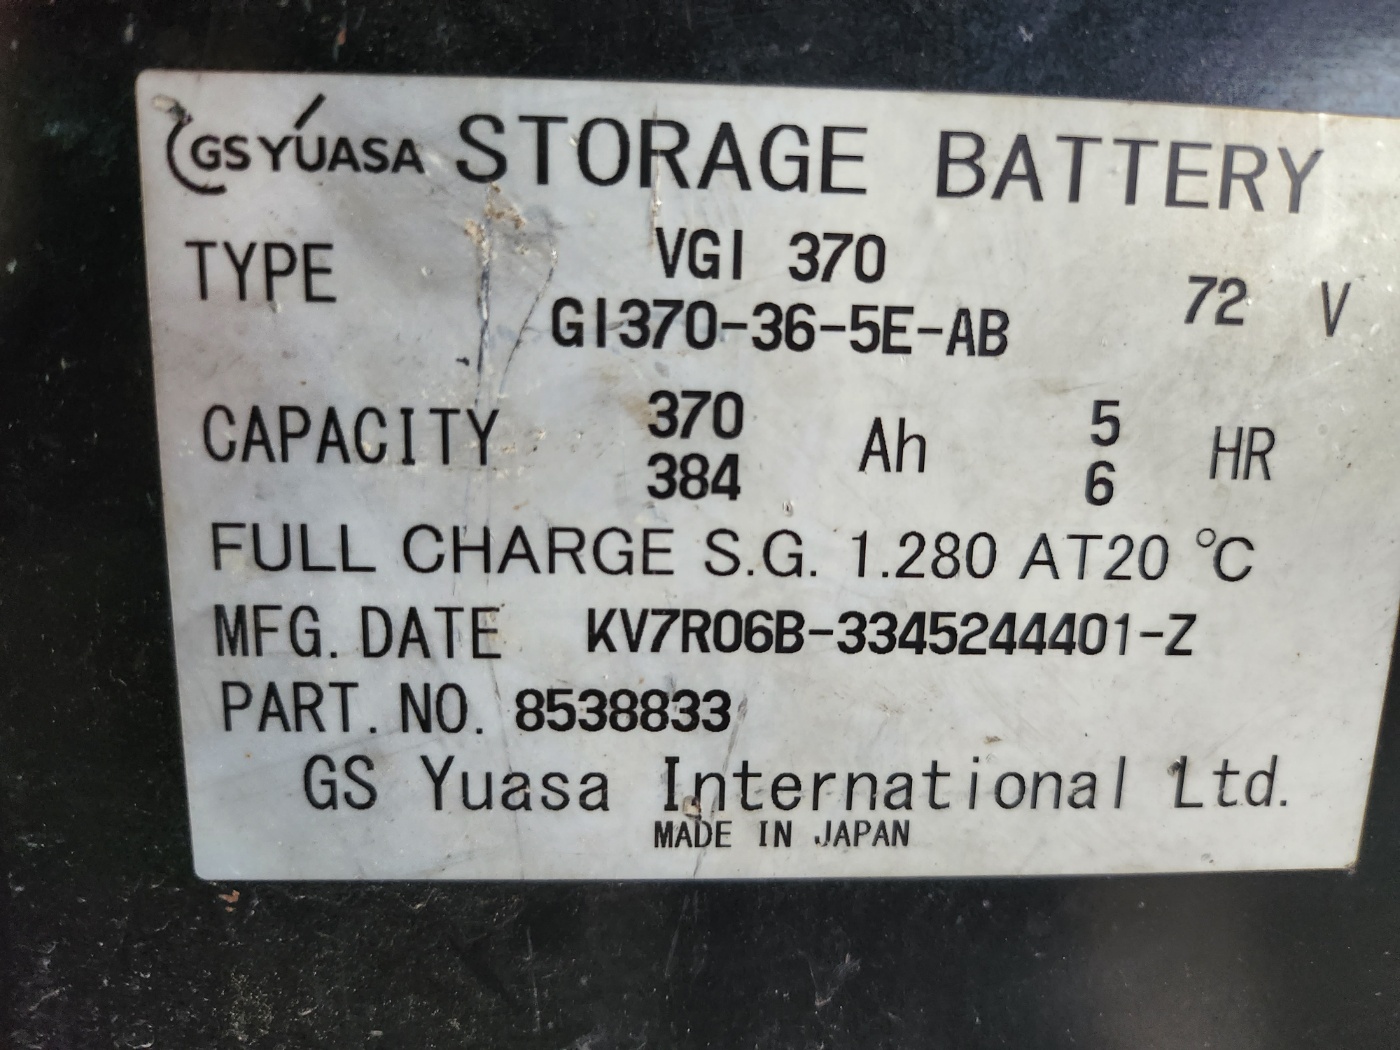 GS YUASA STORAGE BATTERY
TYPE VGI 370 72 V
GI370-36-5E-AB
CAPACITY 370 Ah 5 HR
384 6
FULL CHARGE S.G. 1.280 AT20 °C
MFG. DATE KV7R06B-3345244401-Z
PART. NO. 8538833
GS Yuasa International Ltd.
MADE IN JAPAN